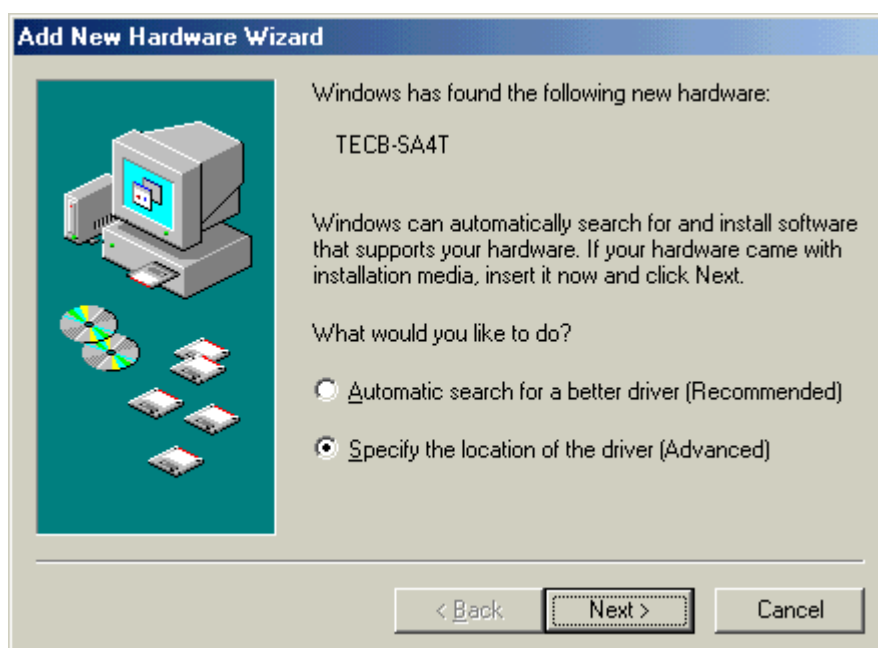 Add New Hardware Wizard
Windows has found the following new hardware:
TECB-SA4T
Windows can automatically search for and install software
that supports your hardware. If your hardware came with
installation media, insert it now and click Next.
What would you like to do?
Automatic search for a better driver (Recommended)
Specify the location of the driver (Advanced)
< Back Next > Cancel